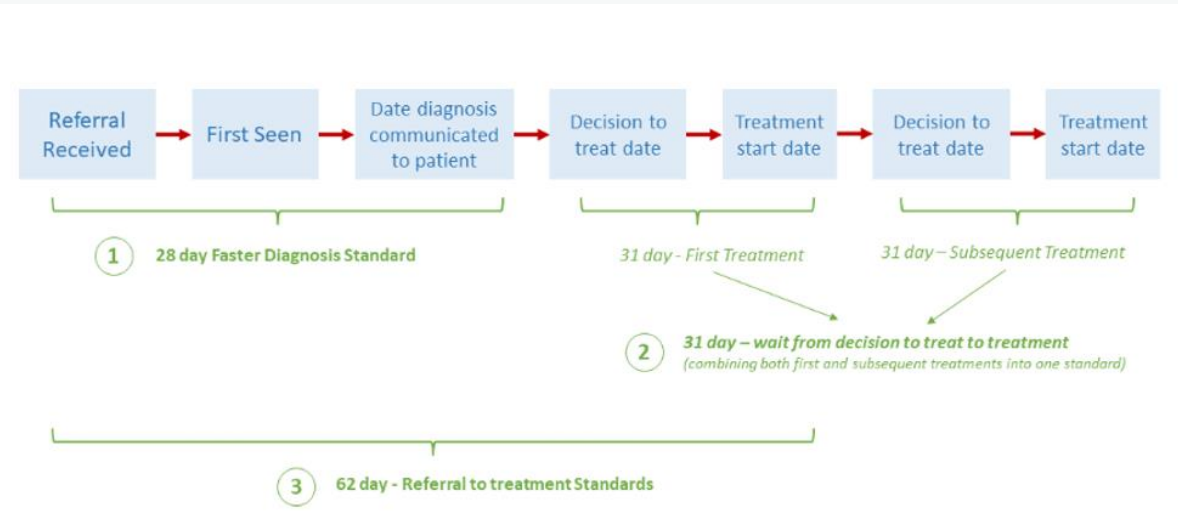 Referral
Received
First Seen
Date diagnosis
communicated
to patient
Decision to
treat date
Treatment
start date
Decision to
treat date
Treatment
start date
1
28 day Faster Diagnosis Standard
31 day - First Treatment
31 day – Subsequent Treatment
2
31 day – wait from decision to treat to treatment
(combining both first and subsequent treatments into one standard)
3
62 day - Referral to treatment Standards